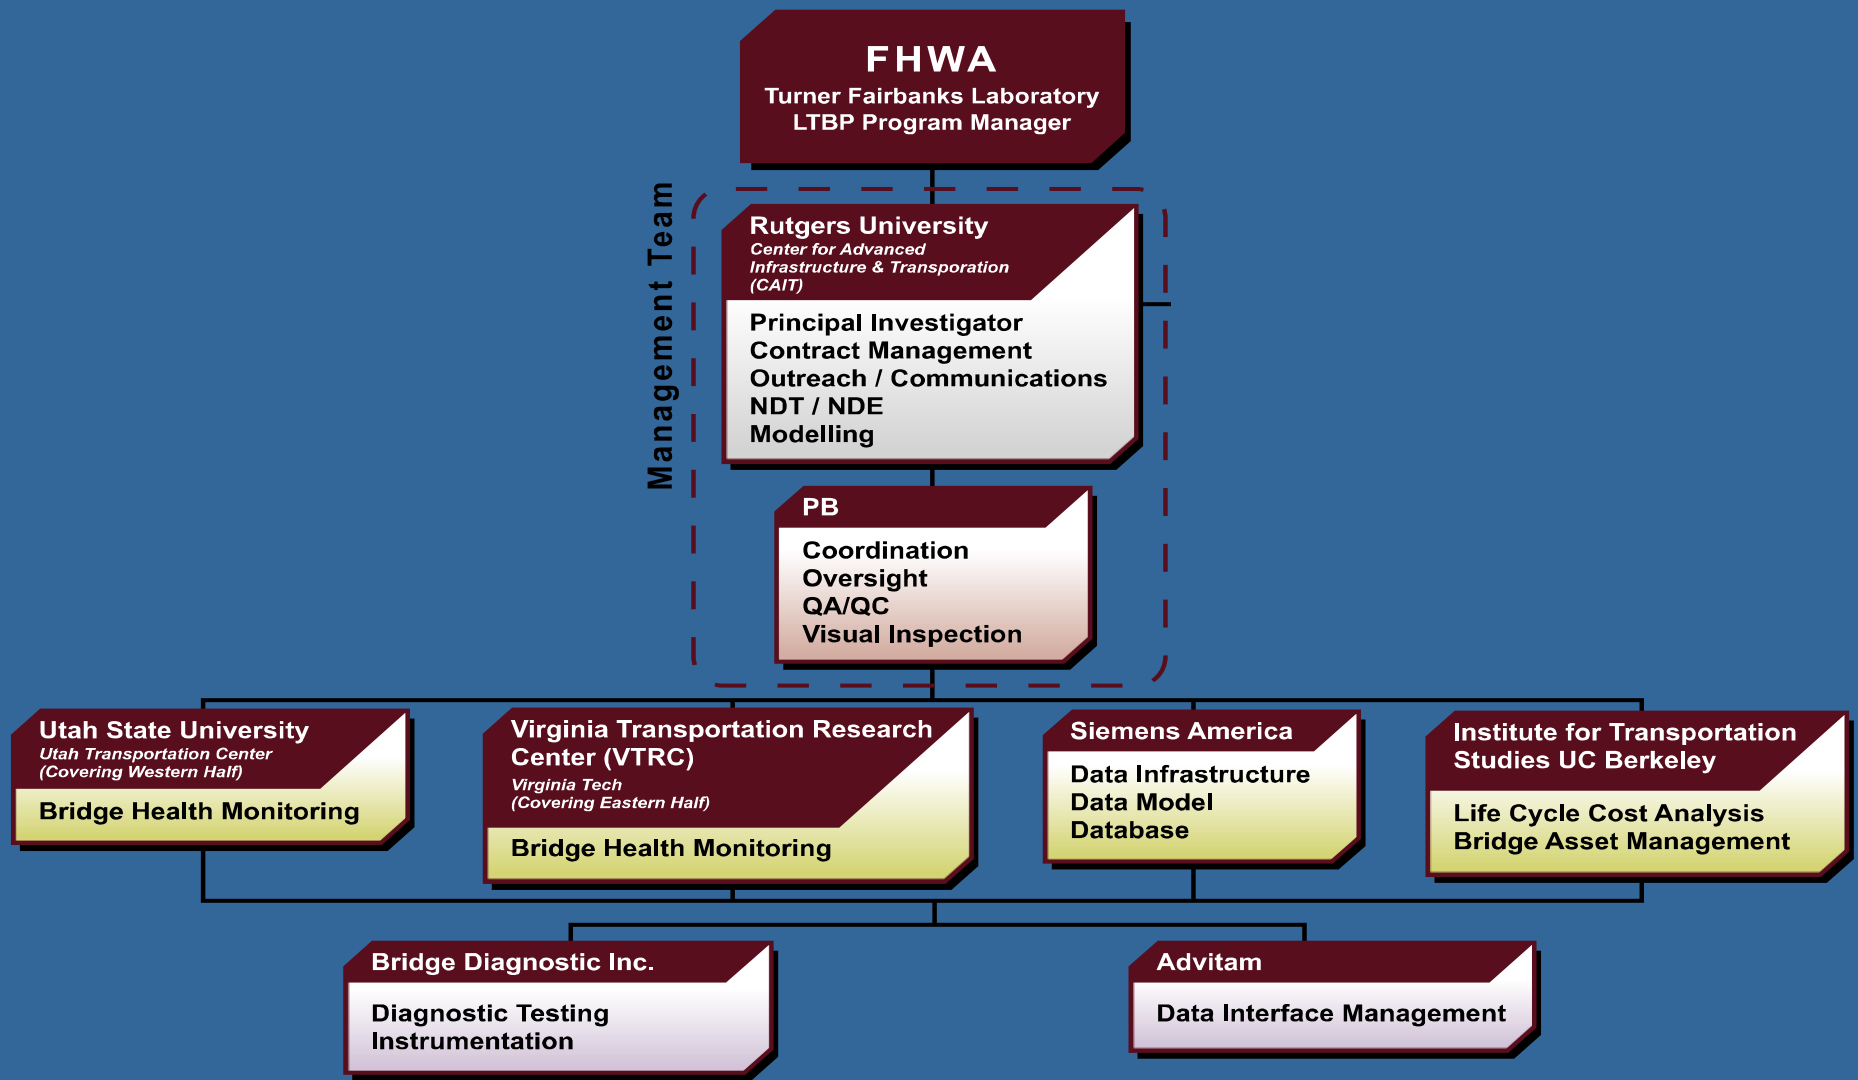 FHWA
Turner Fairbanks Laboratory
LTBP Program Manager
Management Team
Rutgers University
Center for Advanced
Infrastructure & Transporation
(CAIT)
Principal Investigator
Contract Management
Outreach / Communications
NDT / NDE
Modelling
PB
Coordination
Oversight
QA/QC
Visual Inspection
Utah State University
Utah Transportation Center
(Covering Western Half)
Bridge Health Monitoring
Virginia Transportation Research
Center (VTRC)
Virginia Tech
(Covering Eastern Half)
Bridge Health Monitoring
Siemens America
Data Infrastructure
Data Model
Database
Institute for Transportation
Studies UC Berkeley
Life Cycle Cost Analysis
Bridge Asset Management
Bridge Diagnostic Inc.
Diagnostic Testing
Instrumentation
Advitam
Data Interface Management